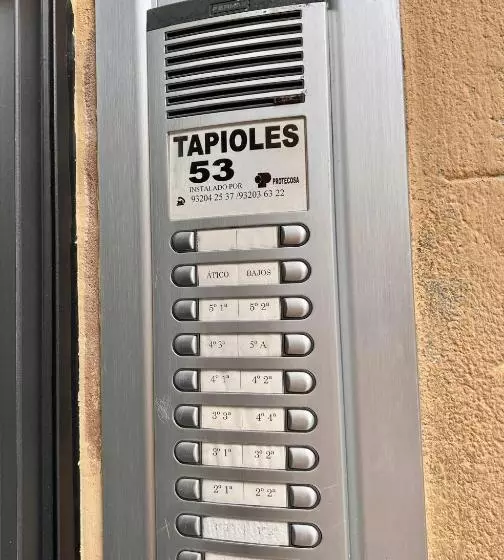 FERMAX
TAPIOLES
53
INSTALADO POR PROTECOSA
93204 25 37 /93203 63 22
ÁTICO BAJOS
5º 1ª 5º 2ª
4º 3ª 5º A
4º 1ª 4º 2ª
3º 3ª 4º 4ª
3º 1ª 3º 2ª
2º 1ª 2º 2ª